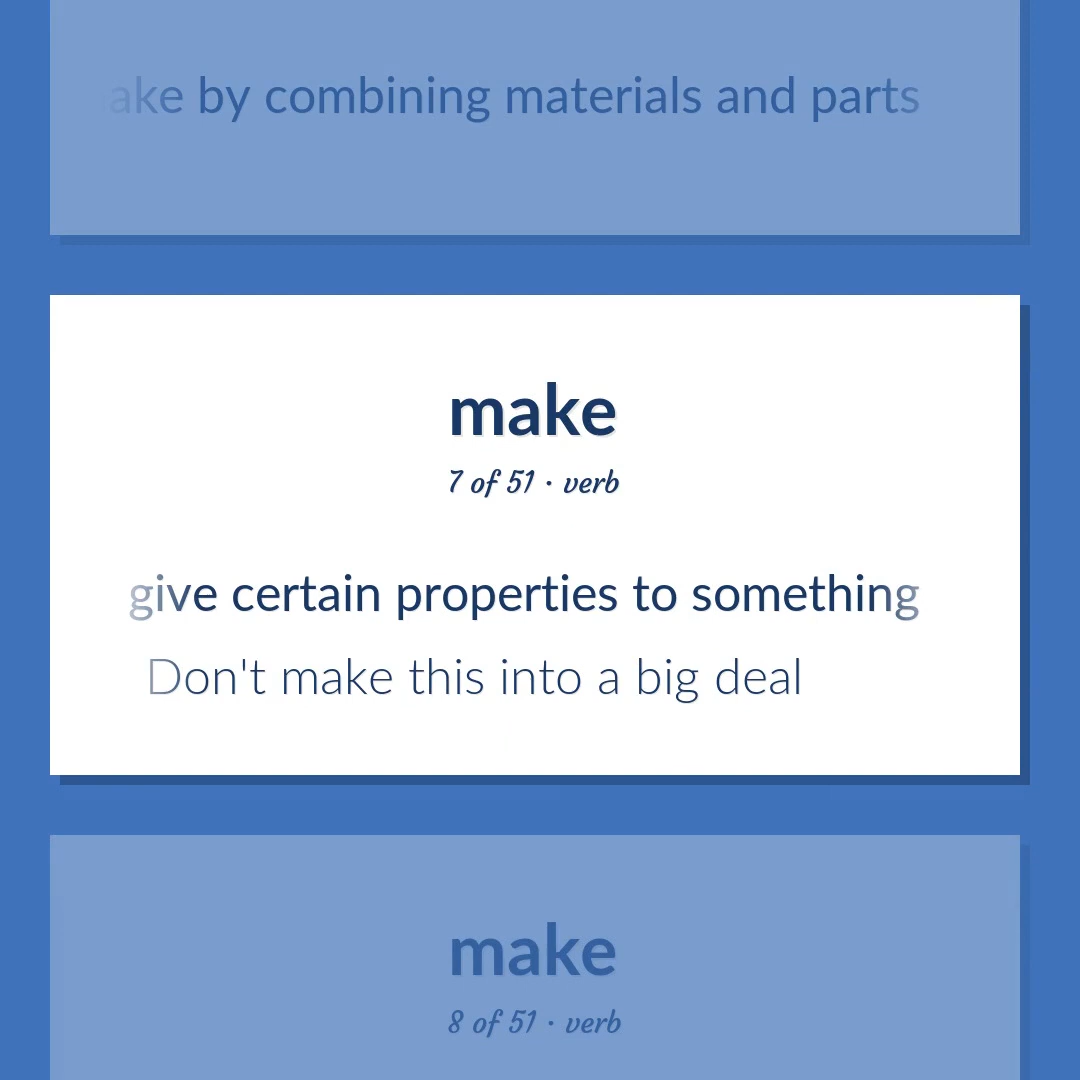 ake by combining materials and parts
make
7 of 51 · verb
give certain properties to something
Don't make this into a big deal
make
8 of 51 · verb